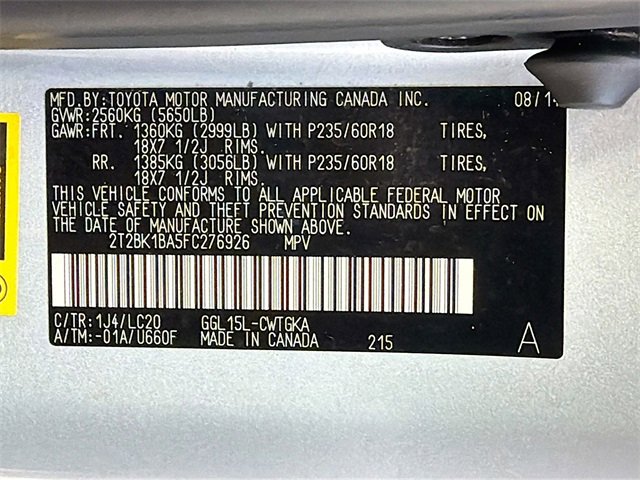 MFD.BY:TOYOTA MOTOR MANUFACTURING CANADA INC. 08/1
GVWR:2560KG (5650LB)
GAWR:FRT. 1360KG (2999LB) WITH P235/60R18 TIRES,
18X7 1/2J RIMS.
RR. 1385KG (3056LB) WITH P235/60R18 TIRES,
18X7 1/2J RIMS.
THIS VEHICLE CONFORMS TO ALL APPLICABLE FEDERAL MOTOR
VEHICLE SAFETY AND THEFT PREVENTION STANDARDS IN EFFECT ON
THE DATE OF MANUFACTURE SHOWN ABOVE.
2T2BK1BA5FC276926 MPV
C/TR:1J4/LC20 GGL15L-CWTGKA
A/TM:-01A/U660F MADE IN CANADA 215 A